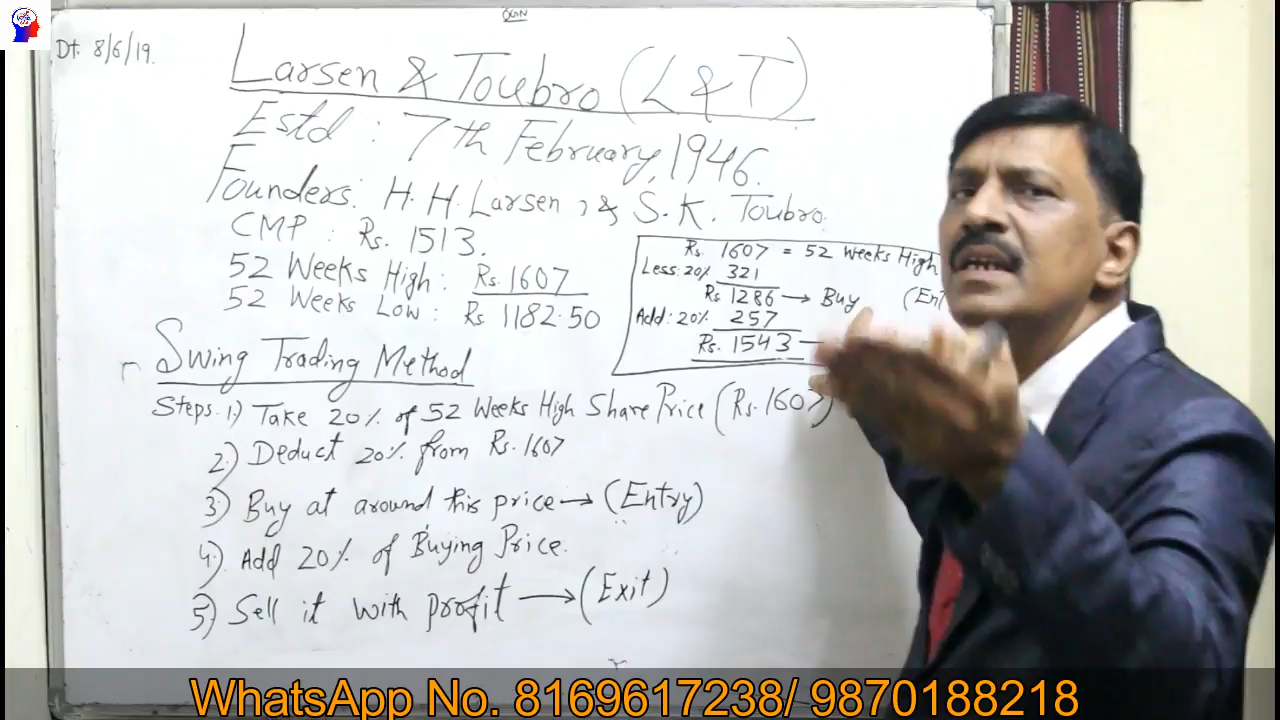 Dt. 8/6/19.
Larsen & Toubro (L & T)
Estd : 7th February, 1946.
Founders: H. H. Larsen, & S. K. Toubro.
CMP : Rs. 1513.
52 Weeks High : Rs. 1607
52 Weeks Low : Rs 1182.50
Rs. 1607 = 52 Weeks High
Less: 20% 321
Rs 1286 → Buy (Ent
Add: 20% 257
Rs. 1543 —
Swing Trading Method
Steps. 1) Take 20% of 52 Weeks High Share Price (Rs. 1607)
2) Deduct 20% from Rs. 1607
3) Buy at around this price → (Entry)
4) Add 20% of Buying Price.
5) Sell it with profit → (Exit)
WhatsApp No. 8169617238/ 9870188218